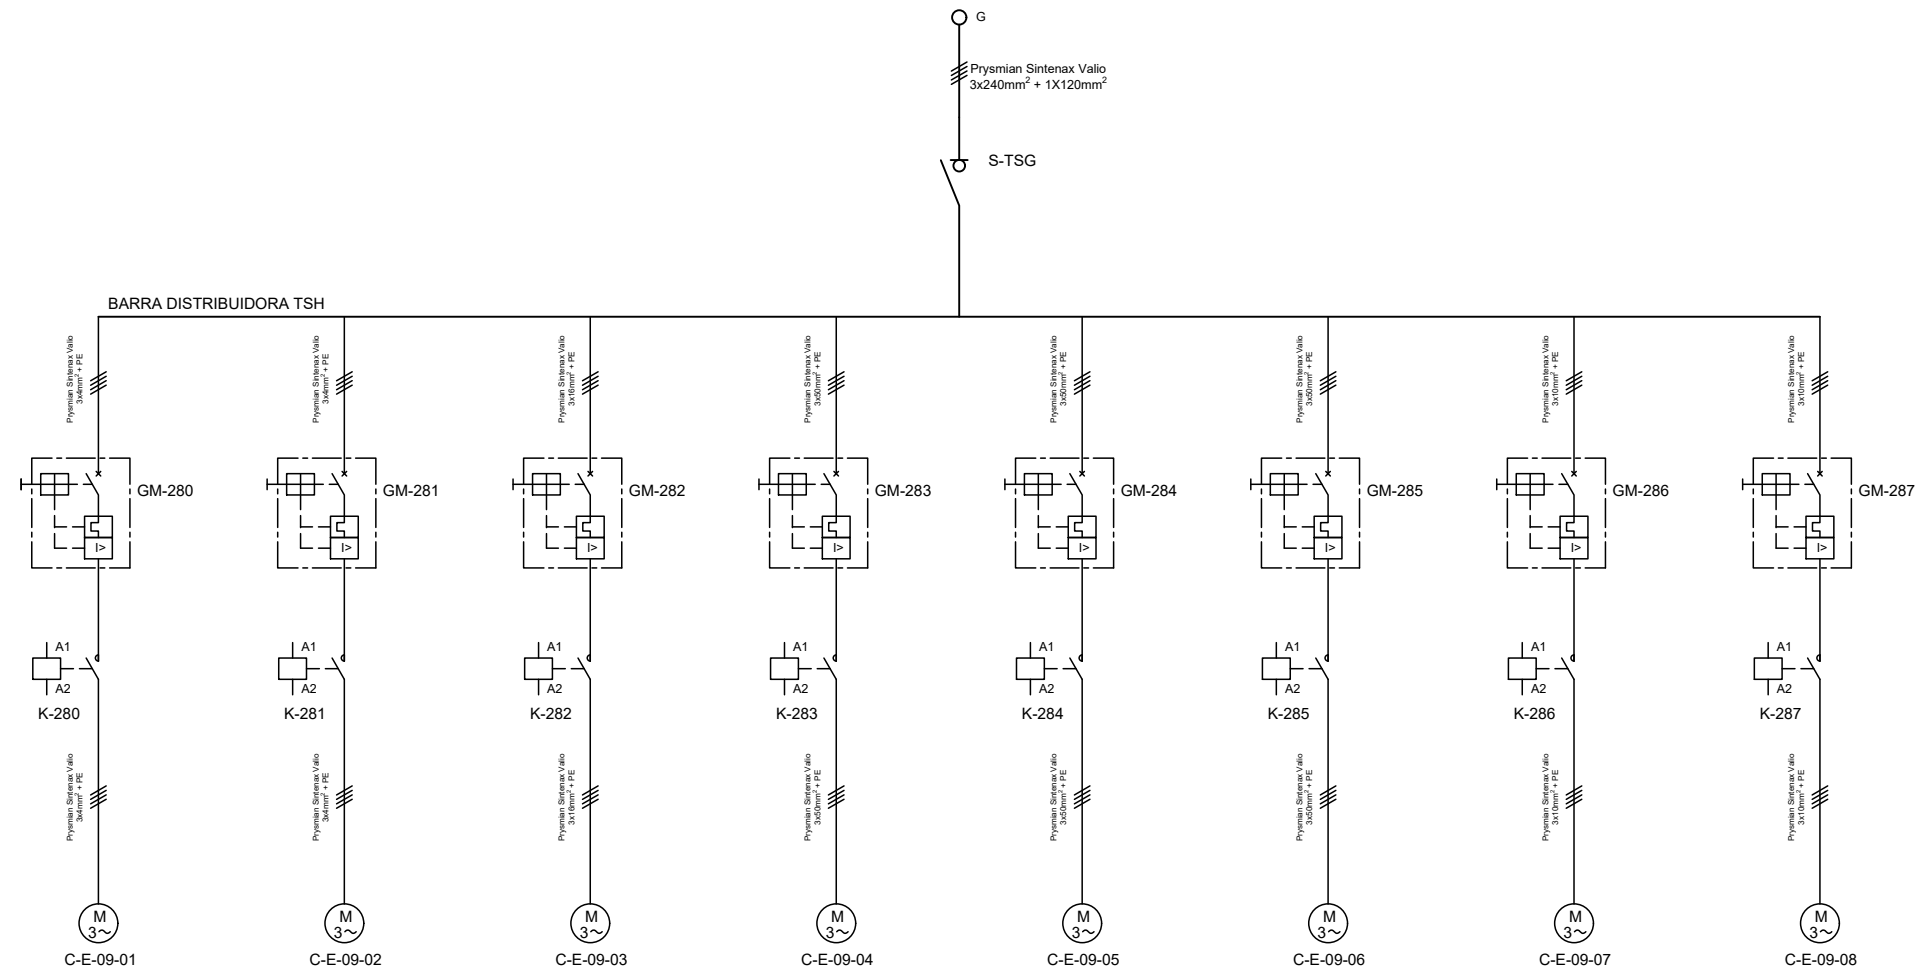 G
Prysmian Sintenax Valio
3x240mm² + 1X120mm²
S-TSG
BARRA DISTRIBUIDORA TSH
Prysmian Sintenax Valio
3x4mm² + PE
Prysmian Sintenax Valio
3x4mm² + PE
Prysmian Sintenax Valio
3x16mm² + PE
Prysmian Sintenax Valio
3x50mm² + PE
Prysmian Sintenax Valio
3x50mm² + PE
Prysmian Sintenax Valio
3x50mm² + PE
Prysmian Sintenax Valio
3x10mm² + PE
Prysmian Sintenax Valio
3x10mm² + PE
GM-280
GM-281
GM-282
GM-283
GM-284
GM-285
GM-286
GM-287
I>
I>
I>
I>
I>
I>
I>
I>
A1
A1
A1
A1
A1
A1
A1
A1
A2
A2
A2
A2
A2
A2
A2
A2
K-280
K-281
K-282
K-283
K-284
K-285
K-286
K-287
Prysmian Sintenax Valio
3x4mm² + PE
Prysmian Sintenax Valio
3x4mm² + PE
Prysmian Sintenax Valio
3x16mm² + PE
Prysmian Sintenax Valio
3x50mm² + PE
Prysmian Sintenax Valio
3x50mm² + PE
Prysmian Sintenax Valio
3x50mm² + PE
Prysmian Sintenax Valio
3x10mm² + PE
Prysmian Sintenax Valio
3x10mm² + PE
M
3~
M
3~
M
3~
M
3~
M
3~
M
3~
M
3~
M
3~
C-E-09-01
C-E-09-02
C-E-09-03
C-E-09-04
C-E-09-05
C-E-09-06
C-E-09-07
C-E-09-08